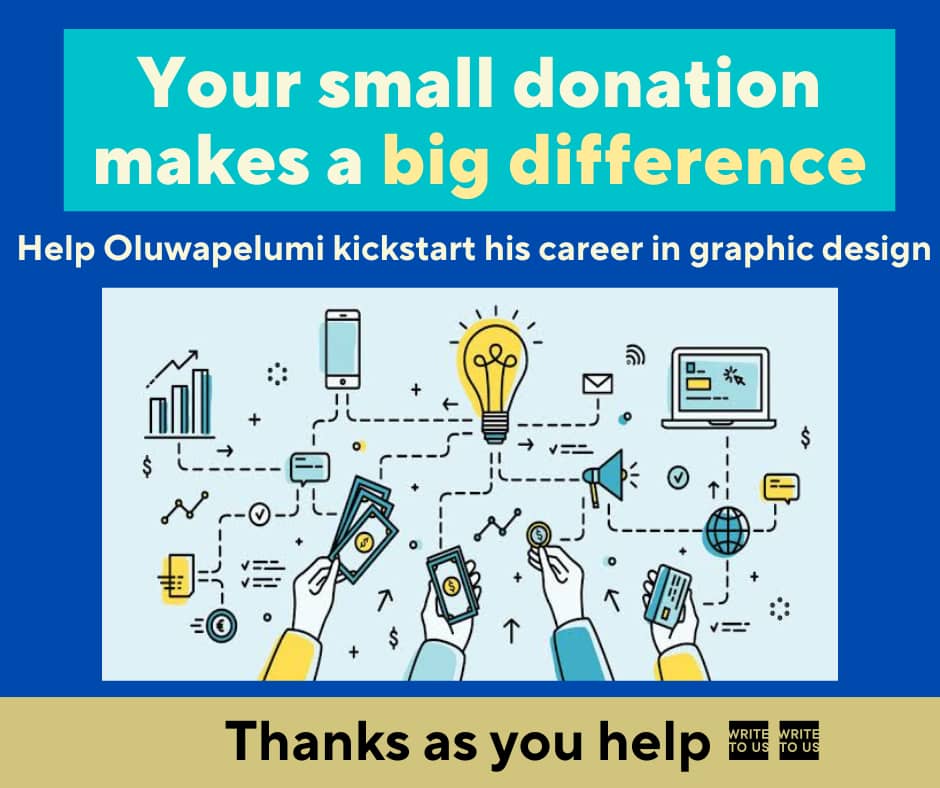 Your small donation
makes a big difference
Help Oluwapelumi kickstart his career in graphic design
$
$
$
$
$
$
€
$
Thanks as you help
WRITE WRITE
TO US TO US